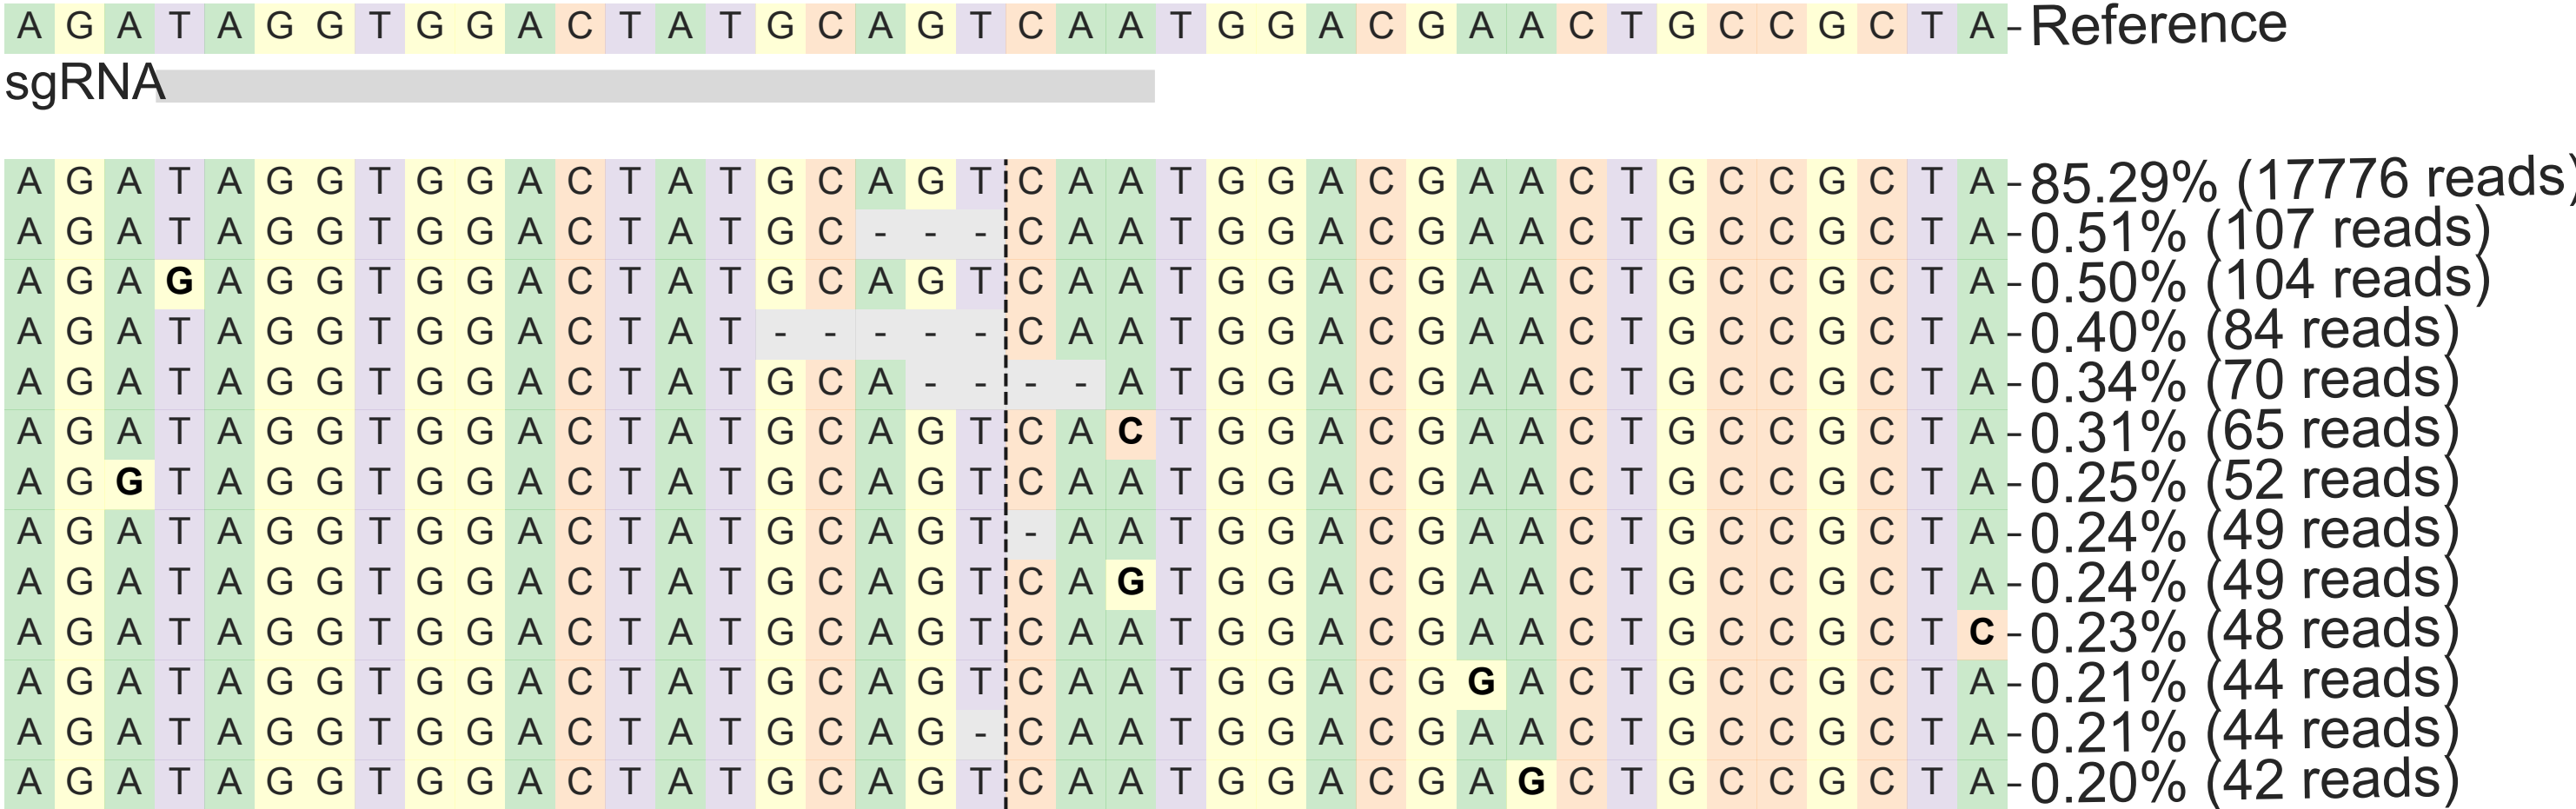 A G A T A G G T G G A C T A T G C A G T C A A T G G A C G A A C T G C C G C T A - Reference
sgRNA
A G A T A G G T G G A C T A T G C A G T C A A T G G A C G A A C T G C C G C T A - 85.29% (17776 reads)
A G A T A G G T G G A C T A T G C - - - C A A T G G A C G A A C T G C C G C T A - 0.51% (107 reads)
A G A G A G G T G G A C T A T G C A G T C A A T G G A C G A A C T G C C G C T A - 0.50% (104 reads)
A G A T A G G T G G A C T A T - - - - - C A A T G G A C G A A C T G C C G C T A - 0.40% (84 reads)
A G A T A G G T G G A C T A T G C A - - - - A T G G A C G A A C T G C C G C T A - 0.34% (70 reads)
A G A T A G G T G G A C T A T G C A G T C A C T G G A C G A A C T G C C G C T A - 0.31% (65 reads)
A G G T A G G T G G A C T A T G C A G T C A A T G G A C G A A C T G C C G C T A - 0.25% (52 reads)
A G A T A G G T G G A C T A T G C A G T - A A T G G A C G A A C T G C C G C T A - 0.24% (49 reads)
A G A T A G G T G G A C T A T G C A G T C A G T G G A C G A A C T G C C G C T A - 0.24% (49 reads)
A G A T A G G T G G A C T A T G C A G T C A A T G G A C G A A C T G C C G C T C - 0.23% (48 reads)
A G A T A G G T G G A C T A T G C A G T C A A T G G A C G G A C T G C C G C T A - 0.21% (44 reads)
A G A T A G G T G G A C T A T G C A G - C A A T G G A C G A A C T G C C G C T A - 0.21% (44 reads)
A G A T A G G T G G A C T A T G C A G T C A A T G G A C G A G C T G C C G C T A - 0.20% (42 reads)